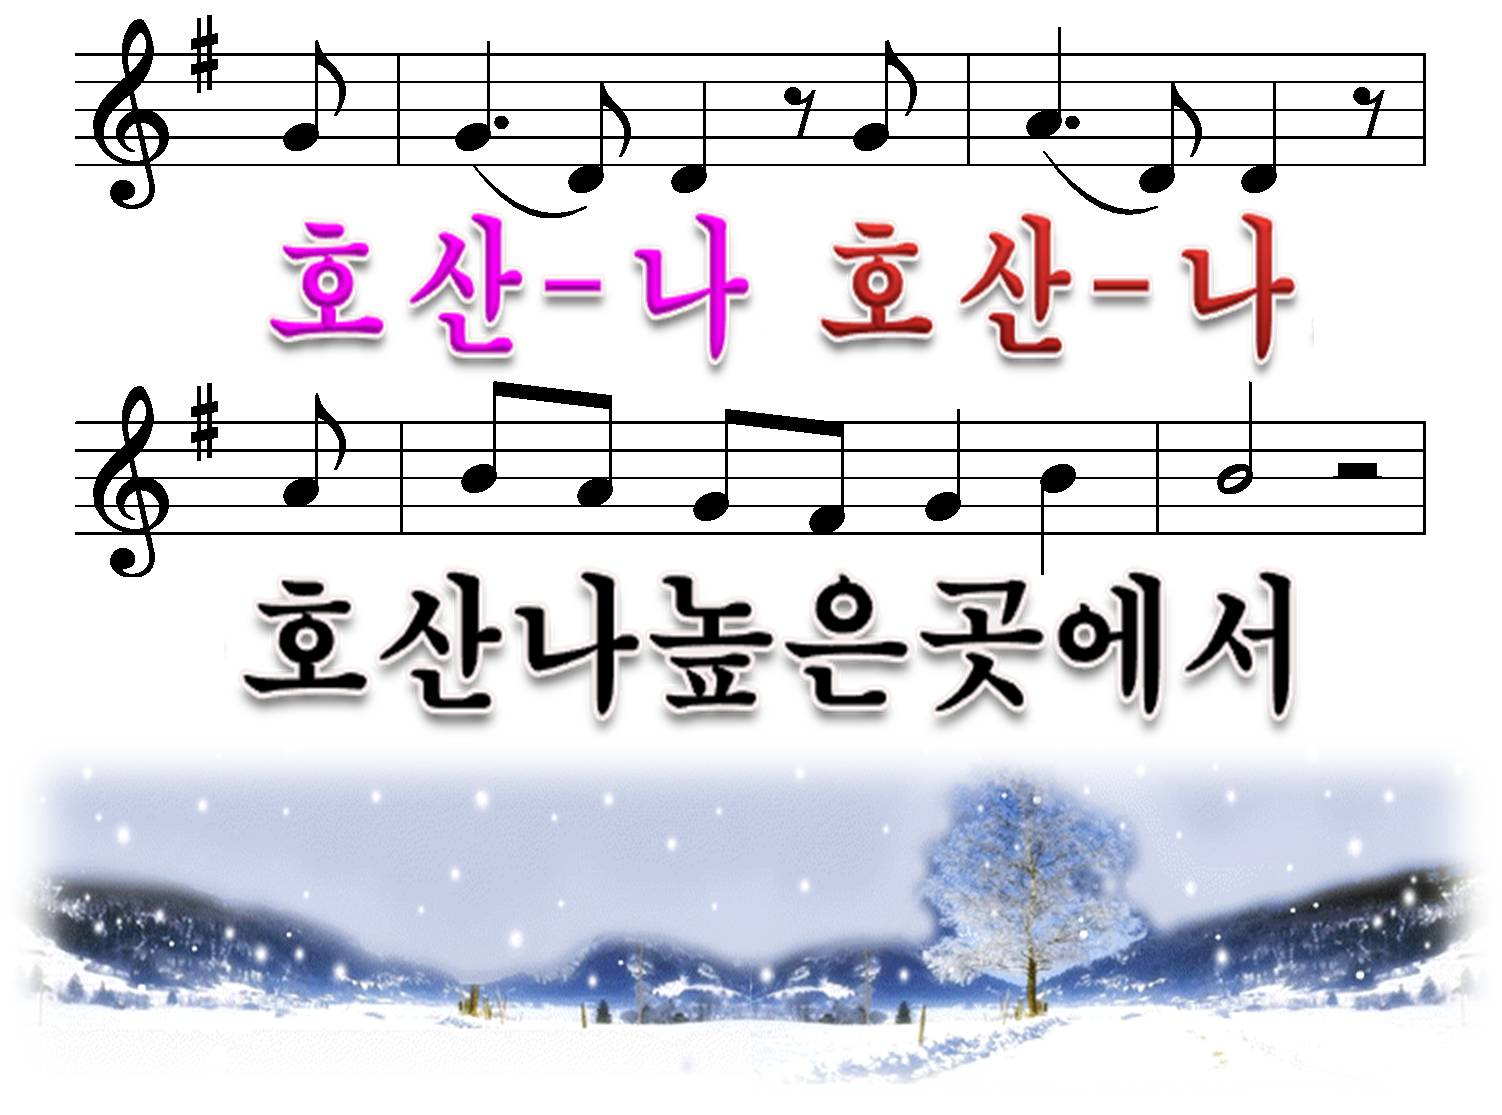 호 산 - 나 호 산 - 나
호산나높은곳에서